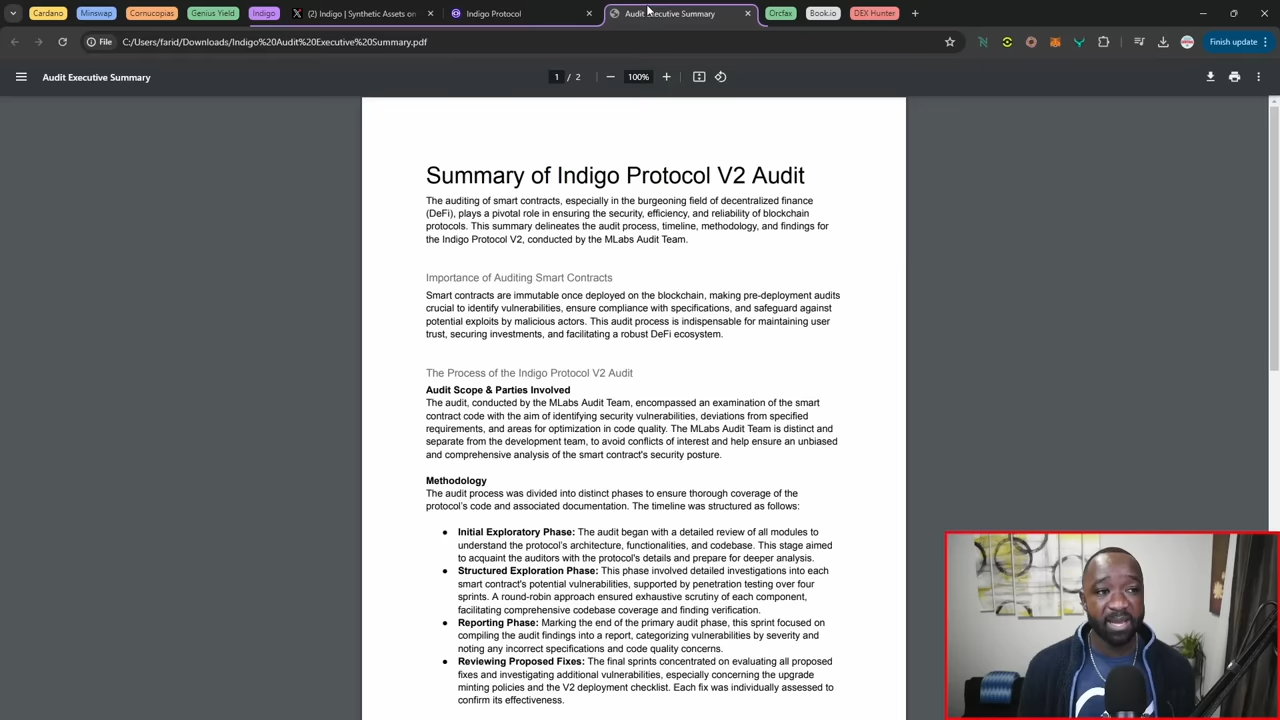 Cardano Minswap Cornucopias Genius Yield Indigo (2) Indigo | Synthetic Assets on Indigo Protocol Audit Executive Summary Orcfax Book.io DEX Hunter
File C:/Users/farid/Downloads/Indigo%20Audit%20Executive%20Summary.pdf Finish update
Audit Executive Summary 1 / 2 100%
Summary of Indigo Protocol V2 Audit
The auditing of smart contracts, especially in the burgeoning field of decentralized finance
(DeFi), plays a pivotal role in ensuring the security, efficiency, and reliability of blockchain
protocols. This summary delineates the audit process, timeline, methodology, and findings for
the Indigo Protocol V2, conducted by the MLabs Audit Team.
Importance of Auditing Smart Contracts
Smart contracts are immutable once deployed on the blockchain, making pre-deployment audits
crucial to identify vulnerabilities, ensure compliance with specifications, and safeguard against
potential exploits by malicious actors. This audit process is indispensable for maintaining user
trust, securing investments, and facilitating a robust DeFi ecosystem.
The Process of the Indigo Protocol V2 Audit
Audit Scope & Parties Involved
The audit, conducted by the MLabs Audit Team, encompassed an examination of the smart
contract code with the aim of identifying security vulnerabilities, deviations from specified
requirements, and areas for optimization in code quality. The MLabs Audit Team is distinct and
separate from the development team, to avoid conflicts of interest and help ensure an unbiased
and comprehensive analysis of the smart contract's security posture.
Methodology
The audit process was divided into distinct phases to ensure thorough coverage of the
protocol's code and associated documentation. The timeline was structured as follows:
● Initial Exploratory Phase: The audit began with a detailed review of all modules to
understand the protocol's architecture, functionalities, and codebase. This stage aimed
to acquaint the auditors with the protocol's details and prepare for deeper analysis.
● Structured Exploration Phase: This phase involved detailed investigations into each
smart contract's potential vulnerabilities, supported by penetration testing over four
sprints. A round-robin approach ensured exhaustive scrutiny of each component,
facilitating comprehensive codebase coverage and finding verification.
● Reporting Phase: Marking the end of the primary audit phase, this sprint focused on
compiling the audit findings into a report, categorizing vulnerabilities by severity and
noting any incorrect specifications and code quality concerns.
● Reviewing Proposed Fixes: The final sprints concentrated on evaluating all proposed
fixes and investigating additional vulnerabilities, especially concerning the upgrade
minting policies and the V2 deployment checklist. Each fix was individually assessed to
confirm its effectiveness.